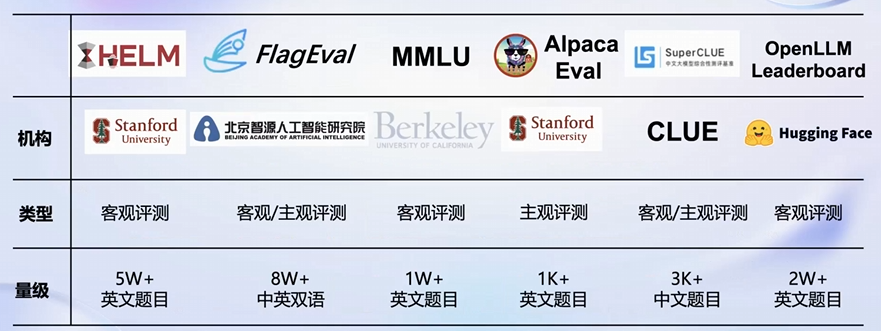 HELM FlagEval MMLU Alpaca Eval SuperCLUE 中文大模型综合性测评基准 OpenLLM Leaderboard
机构 Stanford University 北京智源人工智能研究院 BEIJING ACADEMY OF ARTIFICIAL INTELLIGENCE Berkeley UNIVERSITY OF CALIFORNIA Stanford University CLUE Hugging Face
类型 客观评测 客观/主观评测 客观评测 主观评测 客观/主观评测 客观评测
量级 5W+ 英文题目 8W+ 中英双语 1W+ 英文题目 1K+ 英文题目 3K+ 中文题目 2W+ 英文题目